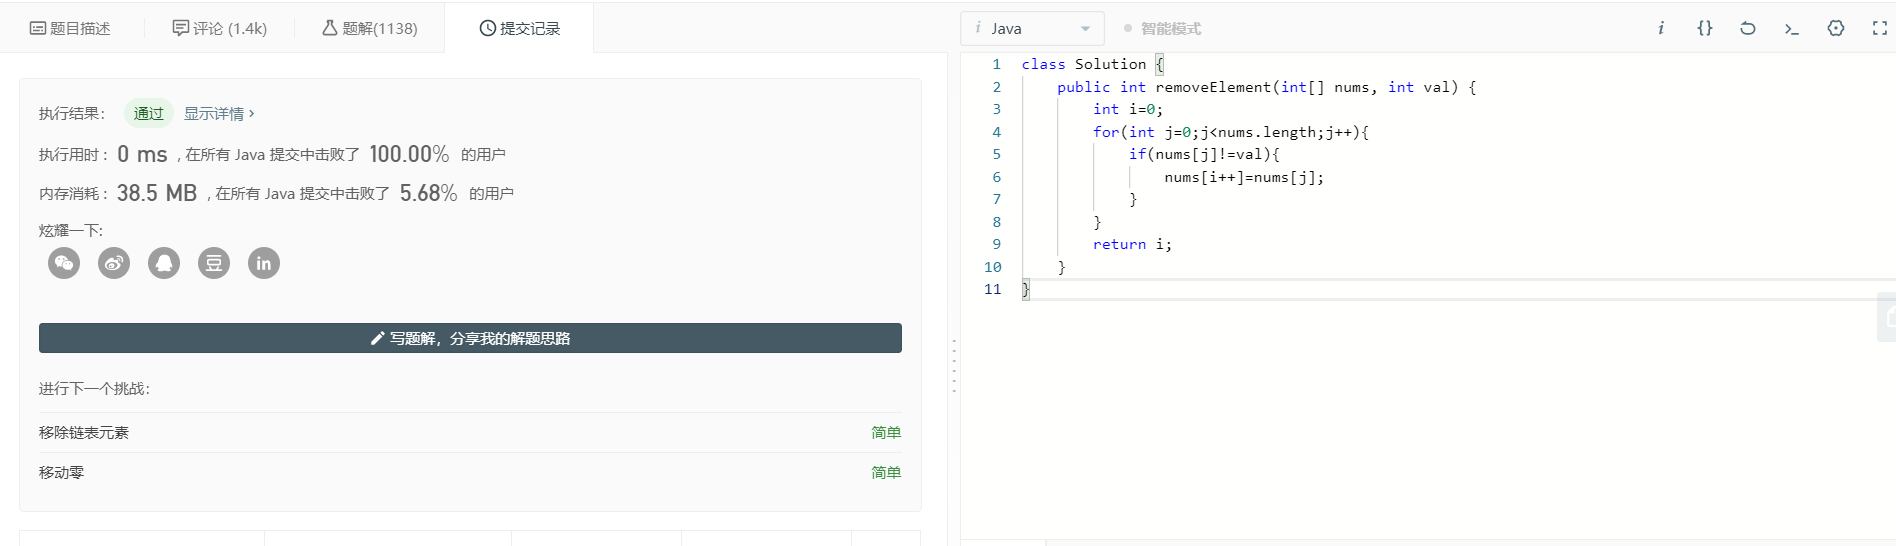 题目描述 评论 (1.4k) 题解(1138) 提交记录
执行结果： 通过 显示详情 >
执行用时： 0 ms , 在所有 Java 提交中击败了 100.00% 的用户
内存消耗： 38.5 MB , 在所有 Java 提交中击败了 5.68% 的用户
炫耀一下:
豆 in
写题解，分享我的解题思路
进行下一个挑战：
移除链表元素 简单
移动零 简单
i Java 智能模式 i {} >_
1 class Solution {
2     public int removeElement(int[] nums, int val) {
3         int i=0;
4         for(int j=0;j<nums.length;j++){
5             if(nums[j]!=val){
6                 nums[i++]=nums[j];
7             }
8         }
9         return i;
10     }
11 }